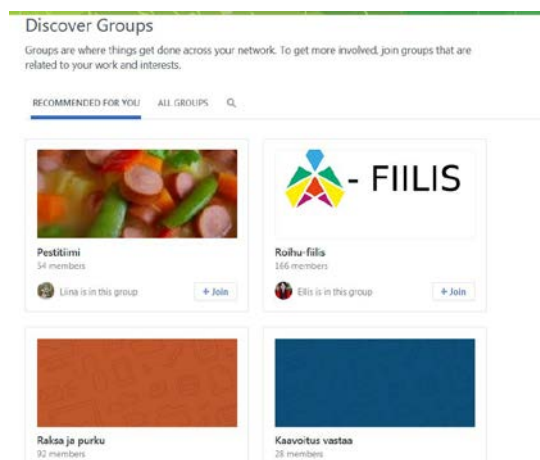 Discover Groups
Groups are where things get done across your network. To get more involved, join groups that are
related to your work and interests.
RECOMMENDED FOR YOU ALL GROUPS
- FIILIS
Pestitiimi
54 members
Liina is in this group
+ Join
Roihu-fiilis
166 members
Ellis is in this group
+ Join
Raksa ja purku
92 members
Kaavoitus vastaa
28 members